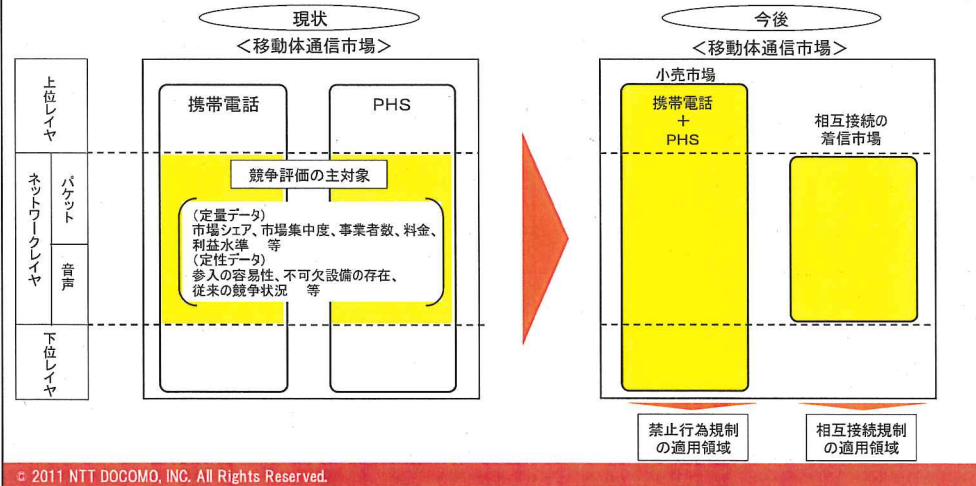 現状
＜移動体通信市場＞
上位レイヤ
ネットワークレイヤ
パケット
音声
下位レイヤ
携帯電話
PHS
競争評価の主対象
(定量データ)
市場シェア、市場集中度、事業者数、料金、
利益水準　等
(定性データ)
参入の容易性、不可欠設備の存在、
従来の競争状況　等
今後
＜移動体通信市場＞
小売市場
携帯電話
＋
PHS
相互接続の
着信市場
禁止行為規制
の適用領域
相互接続規制
の適用領域
© 2011 NTT DOCOMO, INC. All Rights Reserved.